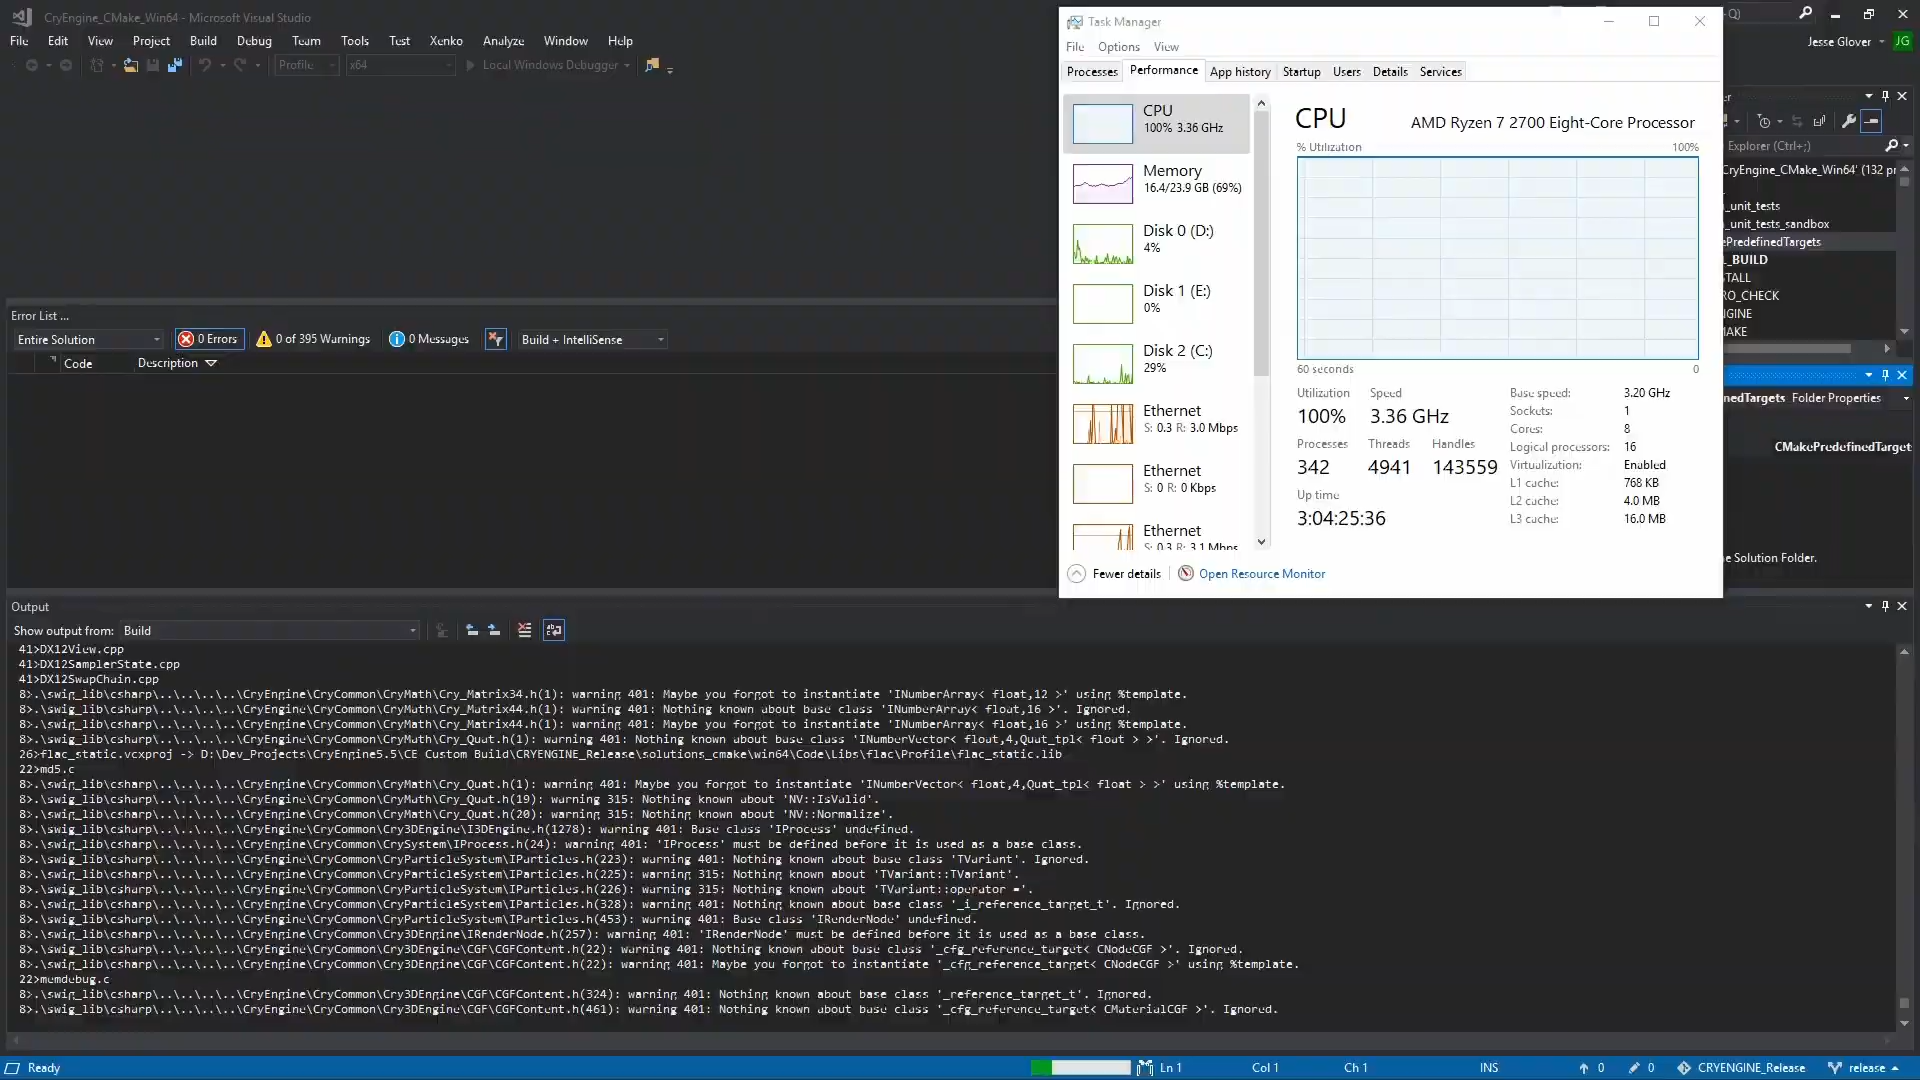 CryEngine_CMake_Win64 - Microsoft Visual Studio
File Edit View Project Build Debug Team Tools Test Xenko Analyze Window Help
Jesse Glover JG
Profile x64 Local Windows Debugger
Task Manager
File Options View
Processes Performance App history Startup Users Details Services
CPU
100% 3.36 GHz
Memory
16.4/23.9 GB (69%)
Disk 0 (D:)
4%
Disk 1 (E:)
0%
Disk 2 (C:)
29%
Ethernet
S: 0.3 R: 3.0 Mbps
Ethernet
S: 0 R: 0 Kbps
Ethernet
S: 0.3 R: 3.1 Mbps
CPU AMD Ryzen 7 2700 Eight-Core Processor
% Utilization 100%
60 seconds 0
Utilization Speed
100% 3.36 GHz
Processes Threads Handles
342 4941 143559
Up time
3:04:25:36
Base speed: 3.20 GHz
Sockets: 1
Cores: 8
Logical processors: 16
Virtualization: Enabled
L1 cache: 768 KB
L2 cache: 4.0 MB
L3 cache: 16.0 MB
Fewer details Open Resource Monitor
Explorer (Ctrl+;)
CryEngine_CMake_Win64' (132 pr
_unit_tests
_unit_tests_sandbox
ePredefinedTargets
L_BUILD
STALL
RO_CHECK
NGINE
MAKE
nedTargets Folder Properties
CMakePredefinedTarget
e Solution Folder.
Error List ...
Entire Solution 0 Errors 0 of 395 Warnings 0 Messages Build + IntelliSense
Code Description
Output
Show output from: Build
41>DX12View.cpp
41>DX12SamplerState.cpp
41>DX12SwapChain.cpp
8>.\swig_lib\csharp\..\..\..\..\CryEngine\CryCommon\CryMath\Cry_Matrix34.h(1): warning 401: Maybe you forgot to instantiate 'INumberArray< float,12 >' using %template.
8>.\swig_lib\csharp\..\..\..\..\CryEngine\CryCommon\CryMath\Cry_Matrix44.h(1): warning 401: Nothing known about base class 'INumberArray< float,16 >'. Ignored.
8>.\swig_lib\csharp\..\..\..\..\CryEngine\CryCommon\CryMath\Cry_Matrix44.h(1): warning 401: Maybe you forgot to instantiate 'INumberArray< float,16 >' using %template.
8>.\swig_lib\csharp\..\..\..\..\CryEngine\CryCommon\CryMath\Cry_Quat.h(1): warning 401: Nothing known about base class 'INumberVector< float,4,Quat_tpl< float > >'. Ignored.
26>flac_static.vcxproj -> D:\Dev_Projects\CryEngine5.5\CE Custom Build\CRYENGINE_Release\solutions_cmake\win64\Code\Libs\flac\Profile\flac_static.lib
22>md5.c
8>.\swig_lib\csharp\..\..\..\..\CryEngine\CryCommon\CryMath\Cry_Quat.h(1): warning 401: Maybe you forgot to instantiate 'INumberVector< float,4,Quat_tpl< float > >' using %template.
8>.\swig_lib\csharp\..\..\..\..\CryEngine\CryCommon\CryMath\Cry_Quat.h(19): warning 315: Nothing known about 'NV::IsValid'.
8>.\swig_lib\csharp\..\..\..\..\CryEngine\CryCommon\CryMath\Cry_Quat.h(20): warning 315: Nothing known about 'NV::Normalize'.
8>.\swig_lib\csharp\..\..\..\..\CryEngine\CryCommon\Cry3DEngine\I3DEngine.h(1278): warning 401: Base class 'IProcess' undefined.
8>.\swig_lib\csharp\..\..\..\..\CryEngine\CryCommon\CrySystem\IProcess.h(24): warning 401: 'IProcess' must be defined before it is used as a base class.
8>.\swig_lib\csharp\..\..\..\..\CryEngine\CryCommon\CryParticleSystem\IParticles.h(223): warning 401: Nothing known about base class 'TVariant'. Ignored.
8>.\swig_lib\csharp\..\..\..\..\CryEngine\CryCommon\CryParticleSystem\IParticles.h(225): warning 315: Nothing known about 'TVariant::TVariant'.
8>.\swig_lib\csharp\..\..\..\..\CryEngine\CryCommon\CryParticleSystem\IParticles.h(226): warning 315: Nothing known about 'TVariant::operator ='.
8>.\swig_lib\csharp\..\..\..\..\CryEngine\CryCommon\CryParticleSystem\IParticles.h(328): warning 401: Nothing known about base class '_i_reference_target_t'. Ignored.
8>.\swig_lib\csharp\..\..\..\..\CryEngine\CryCommon\CryParticleSystem\IParticles.h(453): warning 401: Base class 'IRenderNode' undefined.
8>.\swig_lib\csharp\..\..\..\..\CryEngine\CryCommon\Cry3DEngine\IRenderNode.h(257): warning 401: 'IRenderNode' must be defined before it is used as a base class.
8>.\swig_lib\csharp\..\..\..\..\CryEngine\CryCommon\Cry3DEngine\CGF\CGFContent.h(22): warning 401: Nothing known about base class '_cfg_reference_target< CNodeCGF >'. Ignored.
8>.\swig_lib\csharp\..\..\..\..\CryEngine\CryCommon\Cry3DEngine\CGF\CGFContent.h(22): warning 401: Maybe you forgot to instantiate '_cfg_reference_target< CNodeCGF >' using %template.
22>memdebug.c
8>.\swig_lib\csharp\..\..\..\..\CryEngine\CryCommon\Cry3DEngine\CGF\CGFContent.h(324): warning 401: Nothing known about base class '_reference_target_t'. Ignored.
8>.\swig_lib\csharp\..\..\..\..\CryEngine\CryCommon\Cry3DEngine\CGF\CGFContent.h(461): warning 401: Nothing known about base class '_cfg_reference_target< CMaterialCGF >'. Ignored.
Ready Ln 1 Col 1 Ch 1 INS 0 0 CRYENGINE_Release release